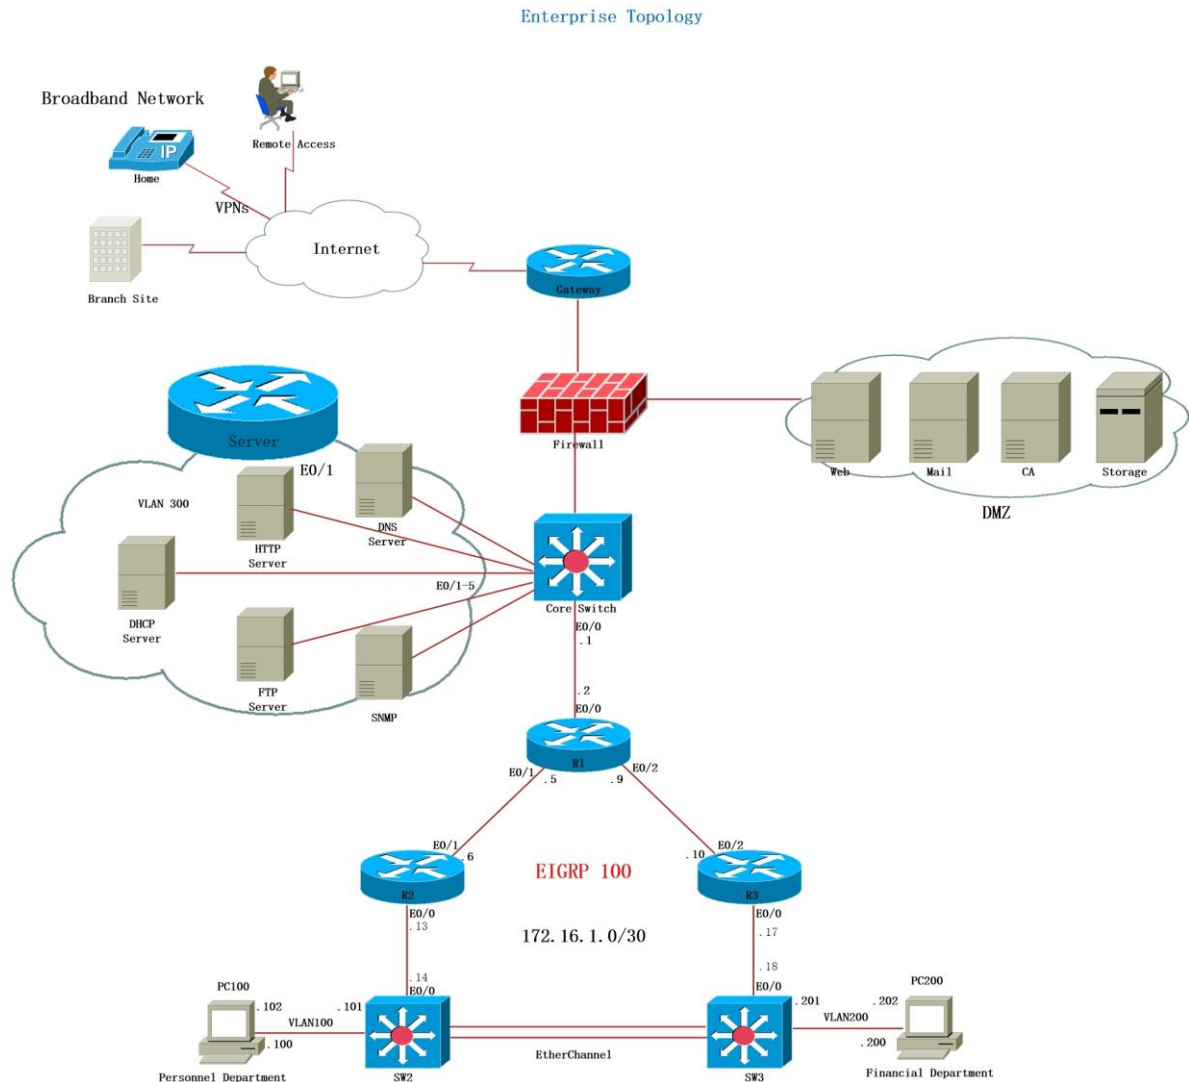 Enterprise Topology
Broadband Network
Remote Access
IP
Home
VPNs
Internet
Branch Site
Gateway
Server
Firewall
E0/1
Web
Mail
CA
Storage
DMZ
VLAN 300
DNS
Server
HTTP
Server
E0/1-5
DHCP
Server
Core Switch
E0/0
.1
FTP
Server
SNMP
.2
E0/0
R1
E0/1
.5
.9
E0/2
E0/1
.6
.10
E0/2
EIGRP 100
R2
R3
E0/0
.13
E0/0
.17
172.16.1.0/30
.14
E0/0
.18
E0/0
PC100
.102
.101
VLAN100
.100
.201
.202
PC200
VLAN200
.200
EtherChannel
Personnel Department
SW2
SW3
Financial Department